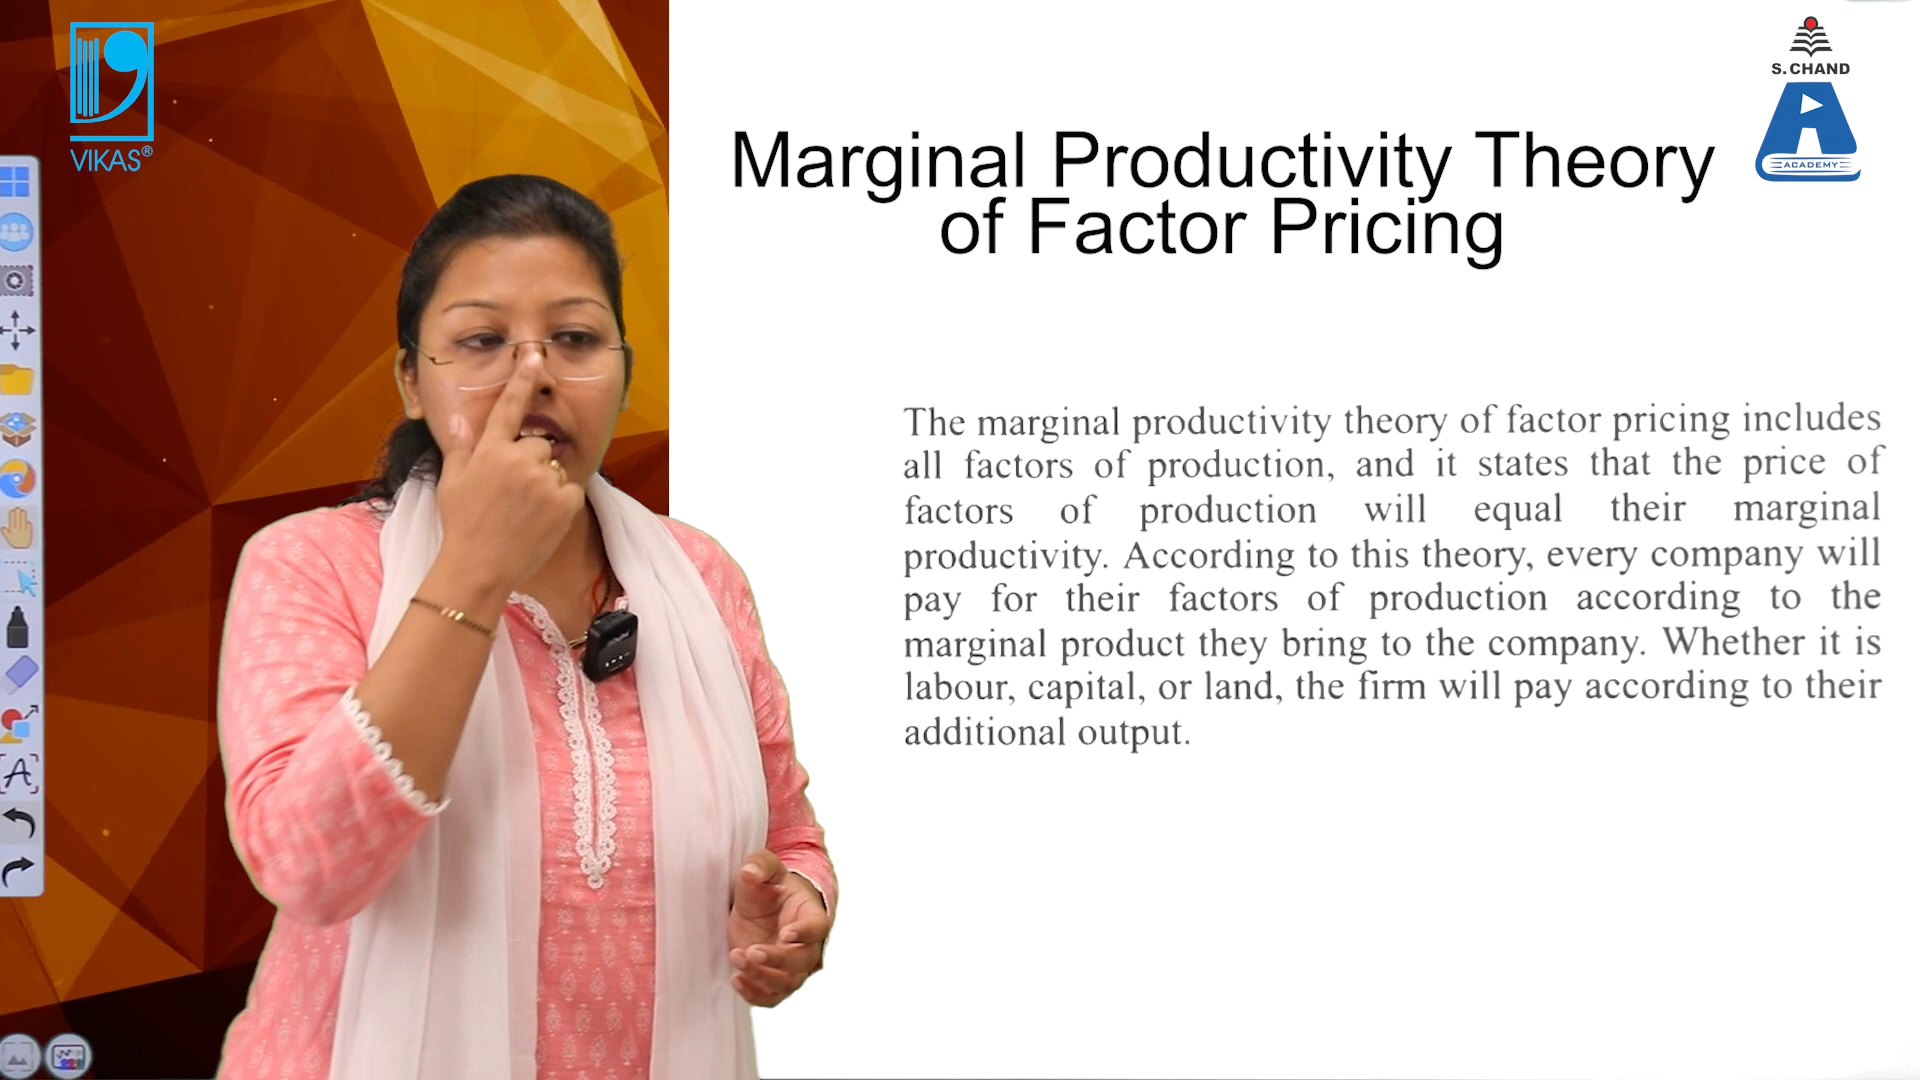 VIKAS®
S. CHAND
ACADEMY
Marginal Productivity Theory
of Factor Pricing
The marginal productivity theory of factor pricing includes
all factors of production, and it states that the price of
factors of production will equal their marginal
productivity. According to this theory, every company will
pay for their factors of production according to the
marginal product they bring to the company. Whether it is
labour, capital, or land, the firm will pay according to their
additional output.